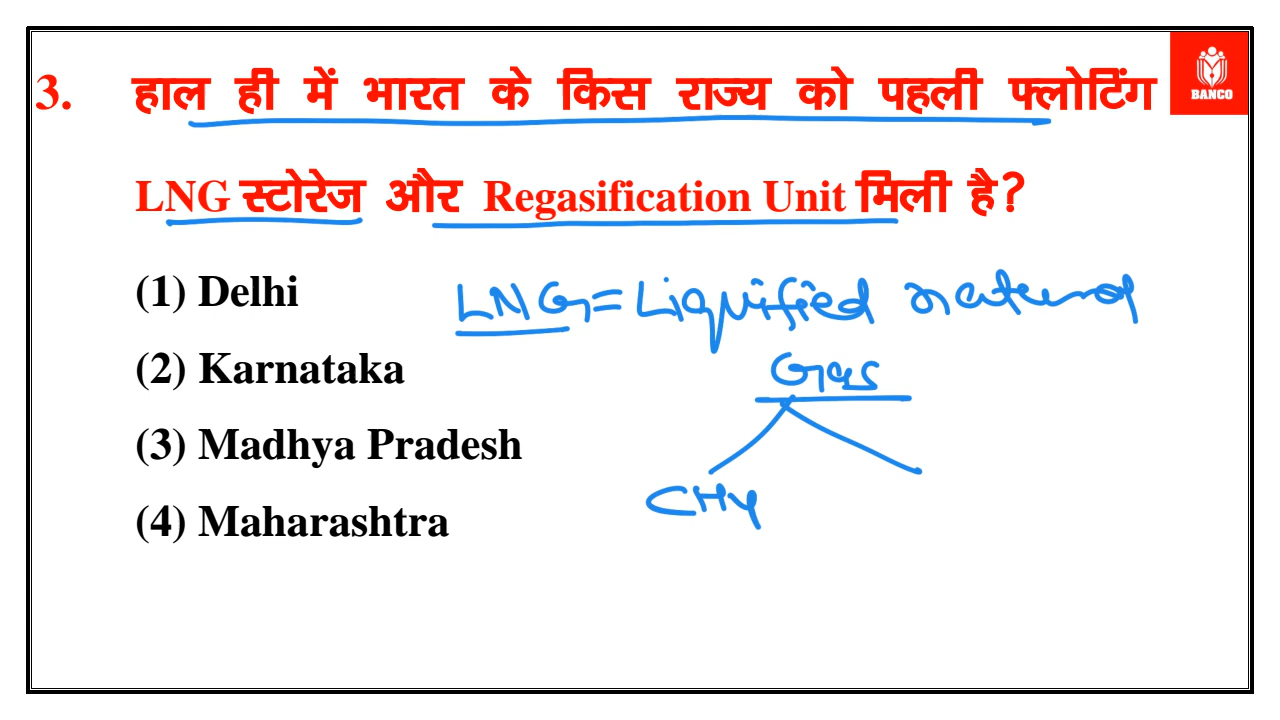 3. हाल ही में भारत के किस राज्य को पहली फ्लोटिंग
BANCO
LNG स्टोरेज और Regasification Unit मिली है?
(1) Delhi
LNG = Liquified natural
(2) Karnataka
Gas
(3) Madhya Pradesh
CH4
(4) Maharashtra